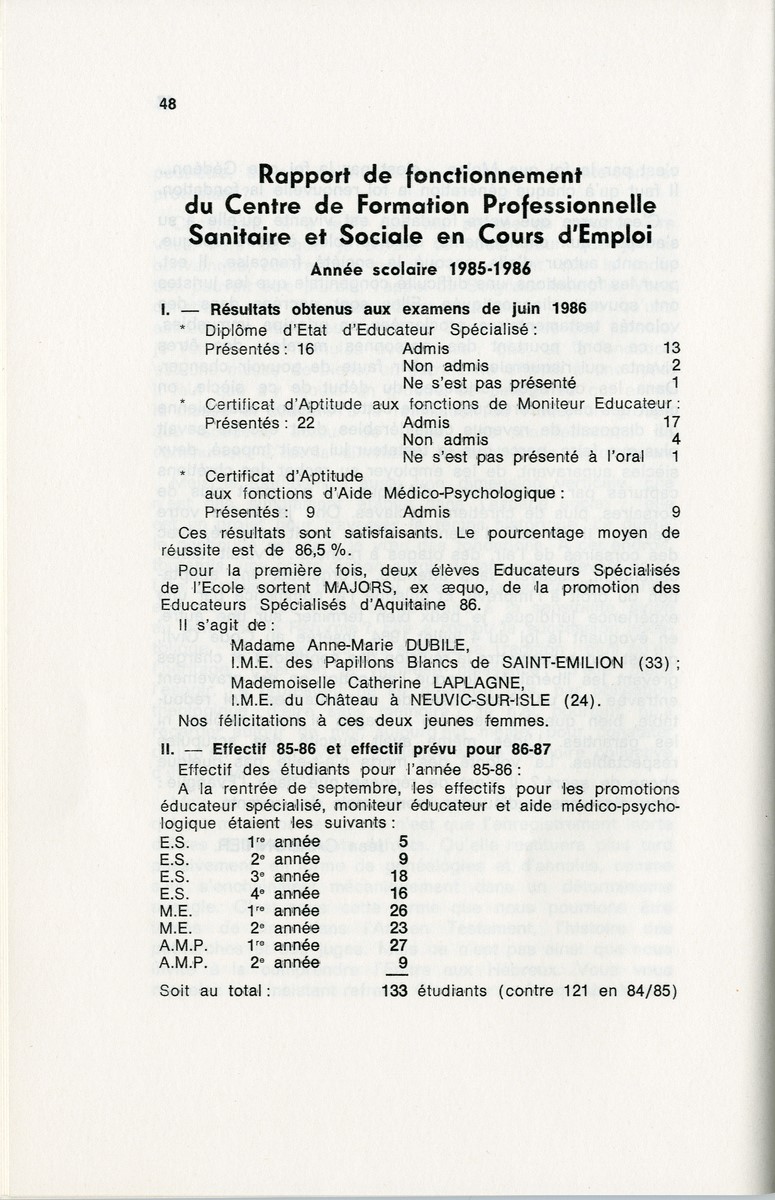 48
Rapport de fonctionnement
du Centre de Formation Professionnelle
Sanitaire et Sociale en Cours d'Emploi
Année scolaire 1985-1986
I. — Résultats obtenus aux examens de juin 1986
* Diplôme d'Etat d'Educateur Spécialisé :
Présentés : 16 Admis 13
Non admis 2
Ne s'est pas présenté 1
* Certificat d'Aptitude aux fonctions de Moniteur Educateur :
Présentés : 22 Admis 17
Non admis 4
Ne s'est pas présenté à l'oral 1
* Certificat d'Aptitude
aux fonctions d'Aide Médico-Psychologique :
Présentés : 9 Admis 9
Ces résultats sont satisfaisants. Le pourcentage moyen de
réussite est de 86,5 %.
Pour la première fois, deux élèves Educateurs Spécialisés
de l'Ecole sortent MAJORS, ex æquo, de la promotion des
Educateurs Spécialisés d'Aquitaine 86.
Il s'agit de :
Madame Anne-Marie DUBILE,
I.M.E. des Papillons Blancs de SAINT-EMILION (33) ;
Mademoiselle Catherine LAPLAGNE,
I.M.E. du Château à NEUVIC-SUR-ISLE (24).
Nos félicitations à ces deux jeunes femmes.
II. — Effectif 85-86 et effectif prévu pour 86-87
Effectif des étudiants pour l'année 85-86 :
A la rentrée de septembre, les effectifs pour les promotions
éducateur spécialisé, moniteur éducateur et aide médico-psycho-
logique étaient les suivants :
E.S. 1re année 5
E.S. 2e année 9
E.S. 3e année 18
E.S. 4e année 16
M.E. 1re année 26
M.E. 2e année 23
A.M.P. 1re année 27
A.M.P. 2e année 9
Soit au total : 133 étudiants (contre 121 en 84/85)